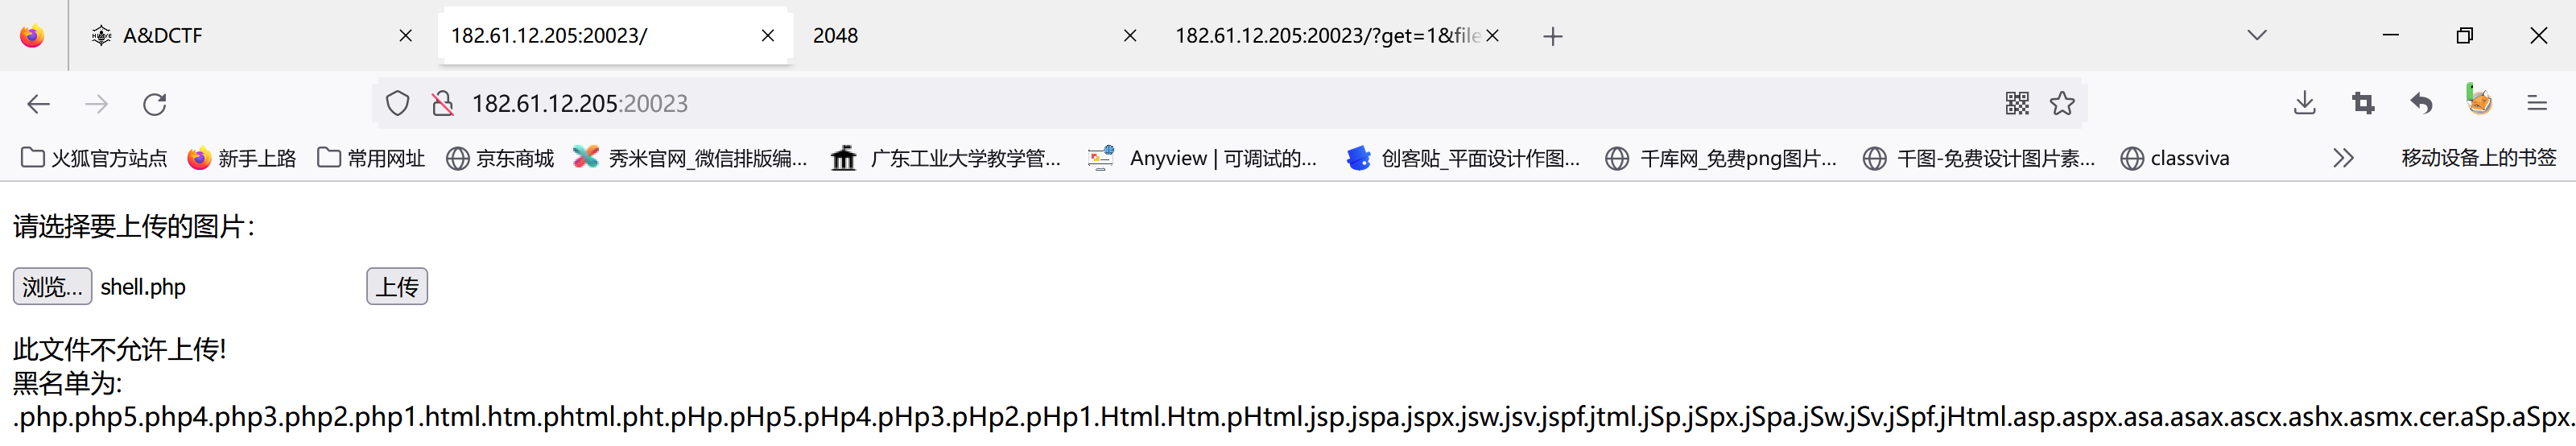 A&DCTF 182.61.12.205:20023/ 2048 182.61.12.205:20023/?get=1&file
182.61.12.205:20023
火狐官方站点 新手上路 常用网址 京东商城 秀米官网_微信排版编... 广东工业大学教学管... Anyview | 可调试的... 创客贴_平面设计作图... 千库网_免费png图片... 千图-免费设计图片素... classviva 移动设备上的书签
请选择要上传的图片:
浏览... shell.php 上传
此文件不允许上传!
黑名单为:
.php.php5.php4.php3.php2.php1.html.htm.phtml.pht.pHp.pHp5.pHp4.pHp3.pHp2.pHp1.Html.Htm.pHtml.jsp.jspa.jspx.jsw.jsv.jspf.jtml.jSp.jSpx.jSpa.jSw.jSv.jSpf.jHtml.asp.aspx.asa.asax.ascx.ashx.asmx.cer.aSp.aSpx.